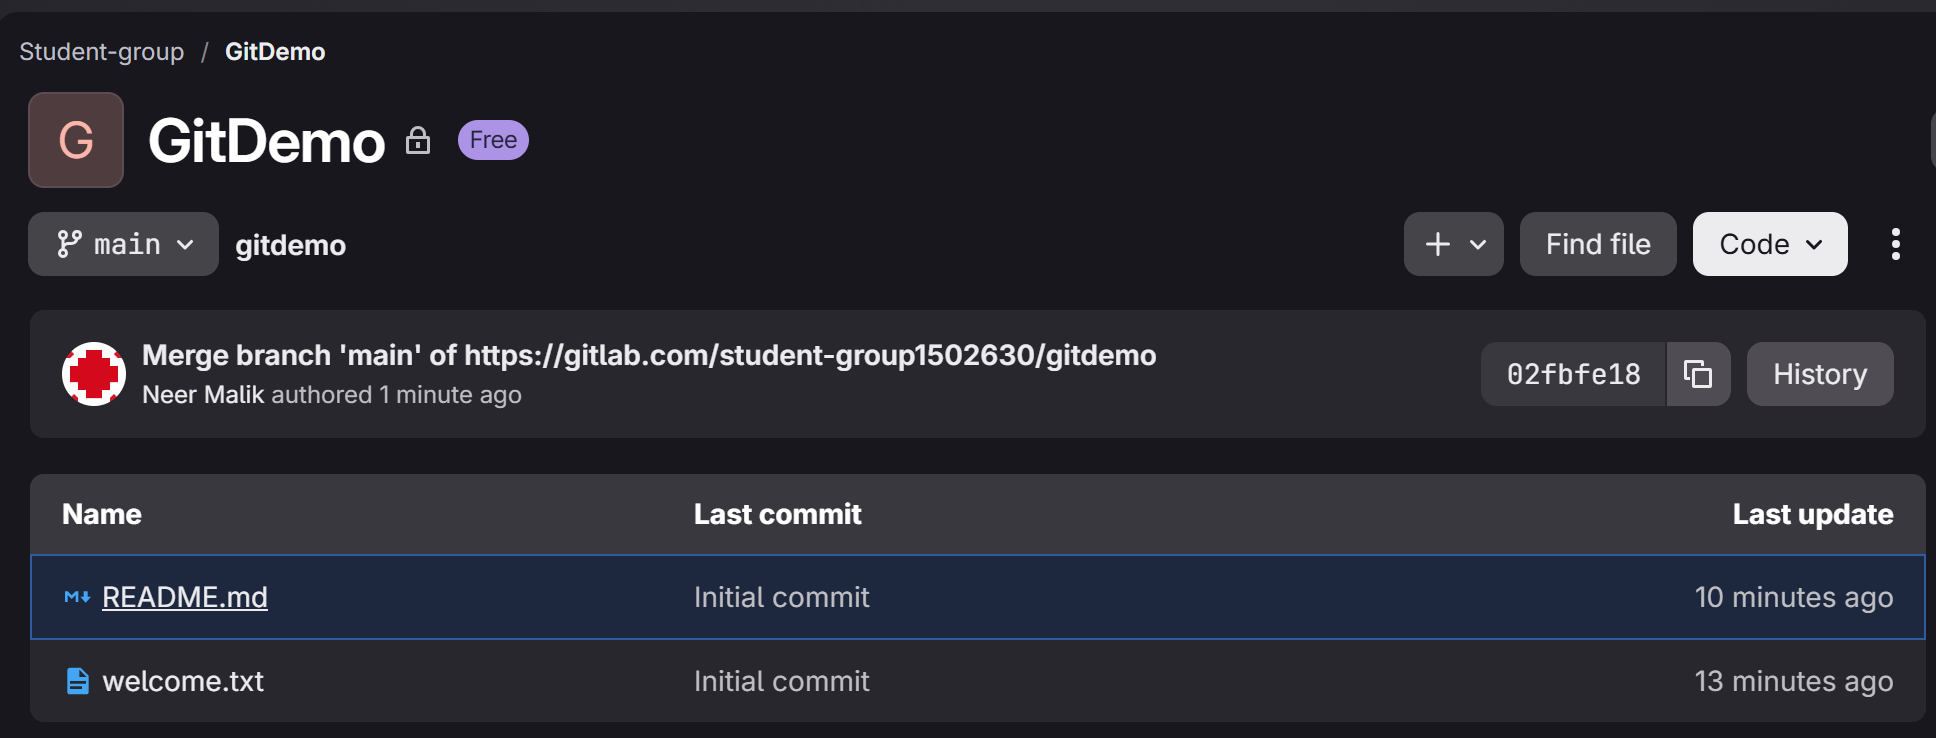 Student-group / GitDemo
G
GitDemo Free
main gitdemo
Find file Code
Merge branch 'main' of https://gitlab.com/student-group1502630/gitdemo
Neer Malik authored 1 minute ago
02fbfe18 History
Name Last commit Last update
README.md Initial commit 10 minutes ago
welcome.txt Initial commit 13 minutes ago